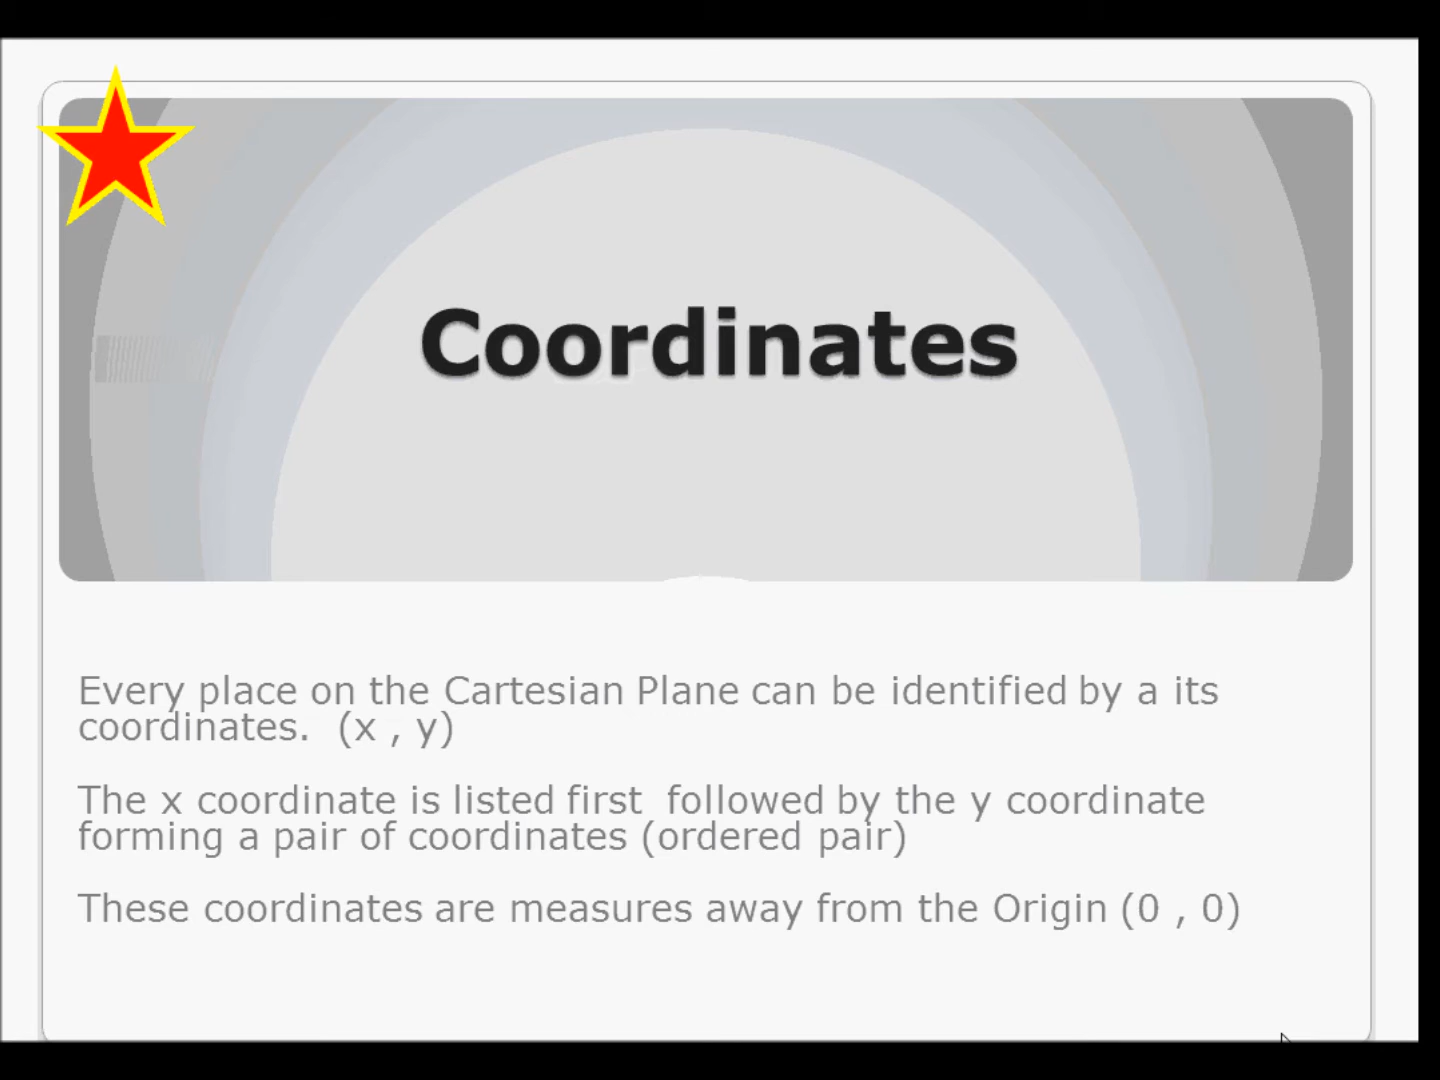 Coordinates
Every place on the Cartesian Plane can be identified by a its
coordinates.  (x , y)
The x coordinate is listed first  followed by the y coordinate
forming a pair of coordinates (ordered pair)
These coordinates are measures away from the Origin (0 , 0)